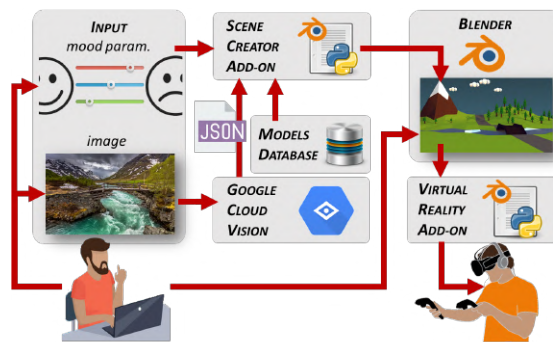 INPUT
mood param.
image
SCENE
CREATOR
ADD-ON
JSON
MODELS
DATABASE
GOOGLE
CLOUD
VISION
BLENDER
VIRTUAL
REALITY
ADD-ON